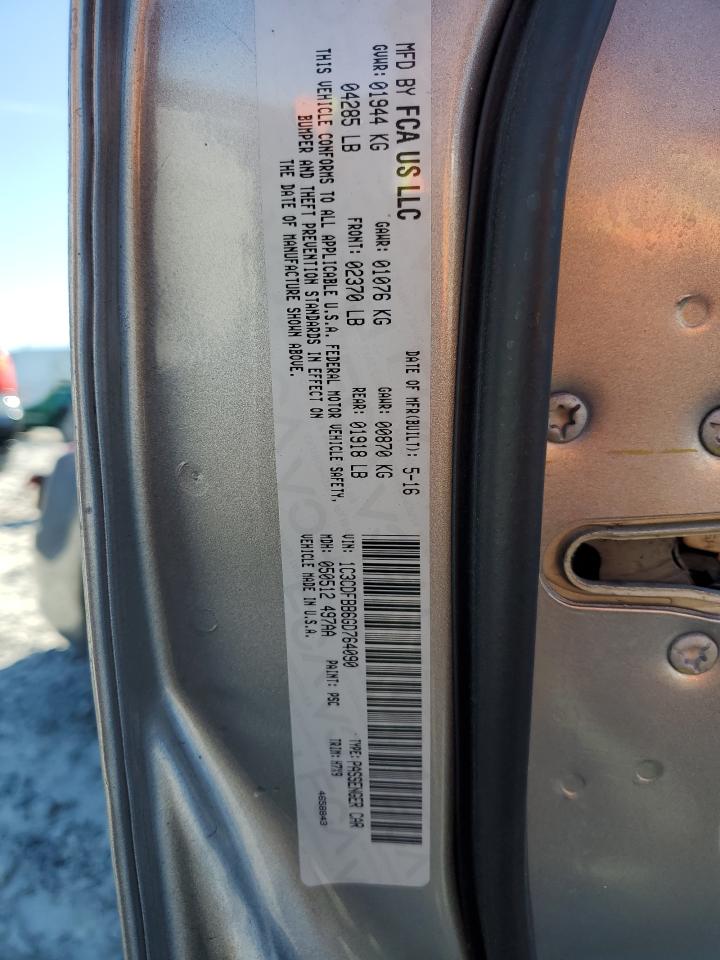 MFD BY FCA US LLC
DATE OF MFR(BUILT): 5-16
GVWR: 01944 KG GAWR: 01076 KG GAWR: 00870 KG
04285 LB FRONT: 02370 LB REAR: 01918 LB
THIS VEHICLE CONFORMS TO ALL APPLICABLE U.S.A. FEDERAL MOTOR VEHICLE SAFETY,
BUMPER AND THEFT PREVENTION STANDARDS IN EFFECT ON
THE DATE OF MANUFACTURE SHOWN ABOVE.
VIN: 1C3CDFBB6GD764090 TYPE: PASSENGER CAR
MDH: 050512 497AA PAINT: PSC TRIM: M7X9
VEHICLE MADE IN U.S.A. 4658843